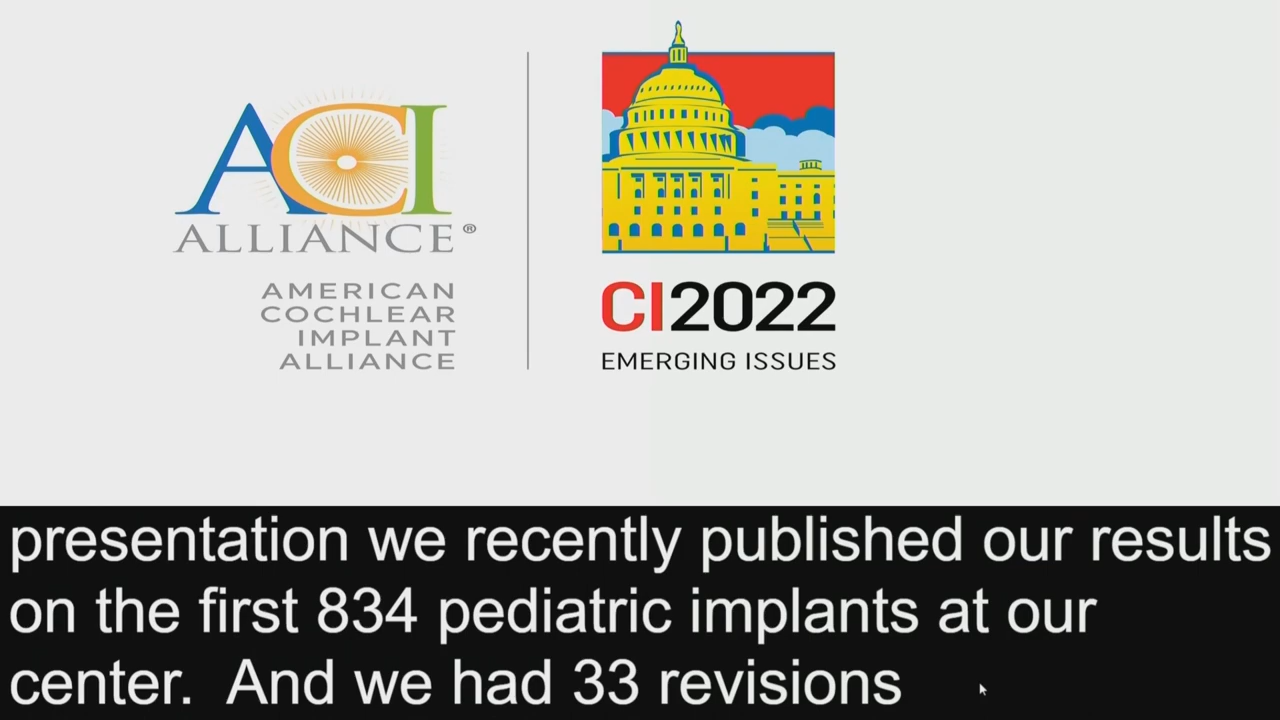 ACI
ALLIANCE®
AMERICAN
COCHLEAR
IMPLANT
ALLIANCE
CI2022
EMERGING ISSUES
presentation we recently published our results
on the first 834 pediatric implants at our
center.  And we had 33 revisions